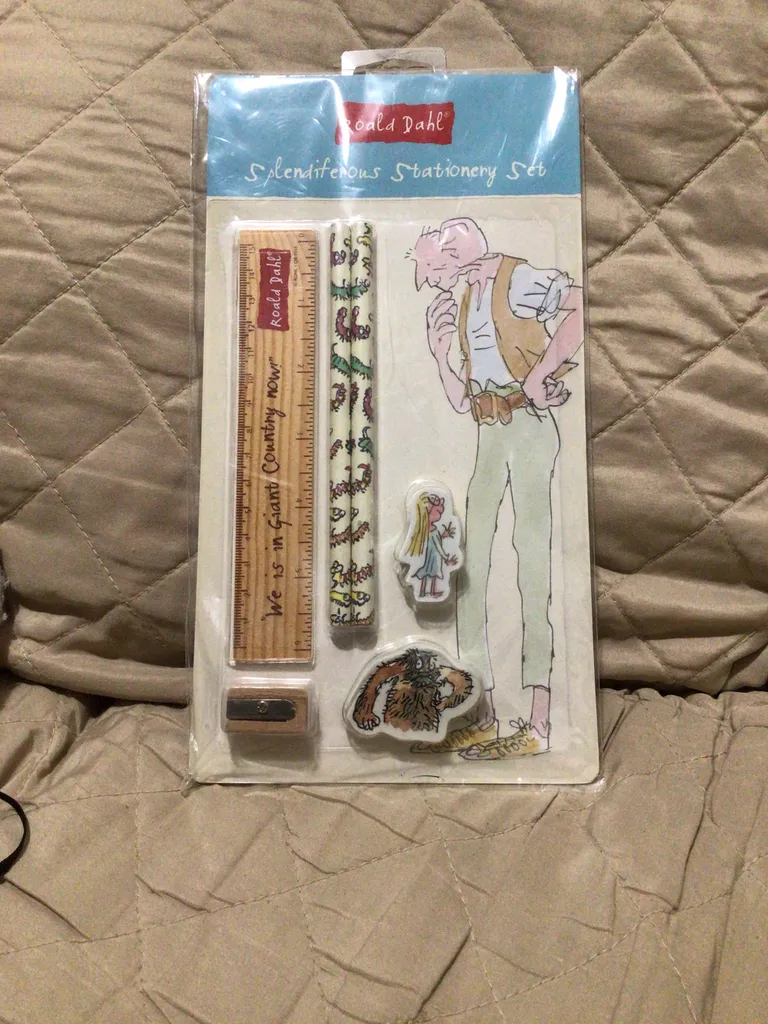 Roald Dahl®
Splendiferous Stationery Set
Roald Dahl®
"We is in Giant Country now!"